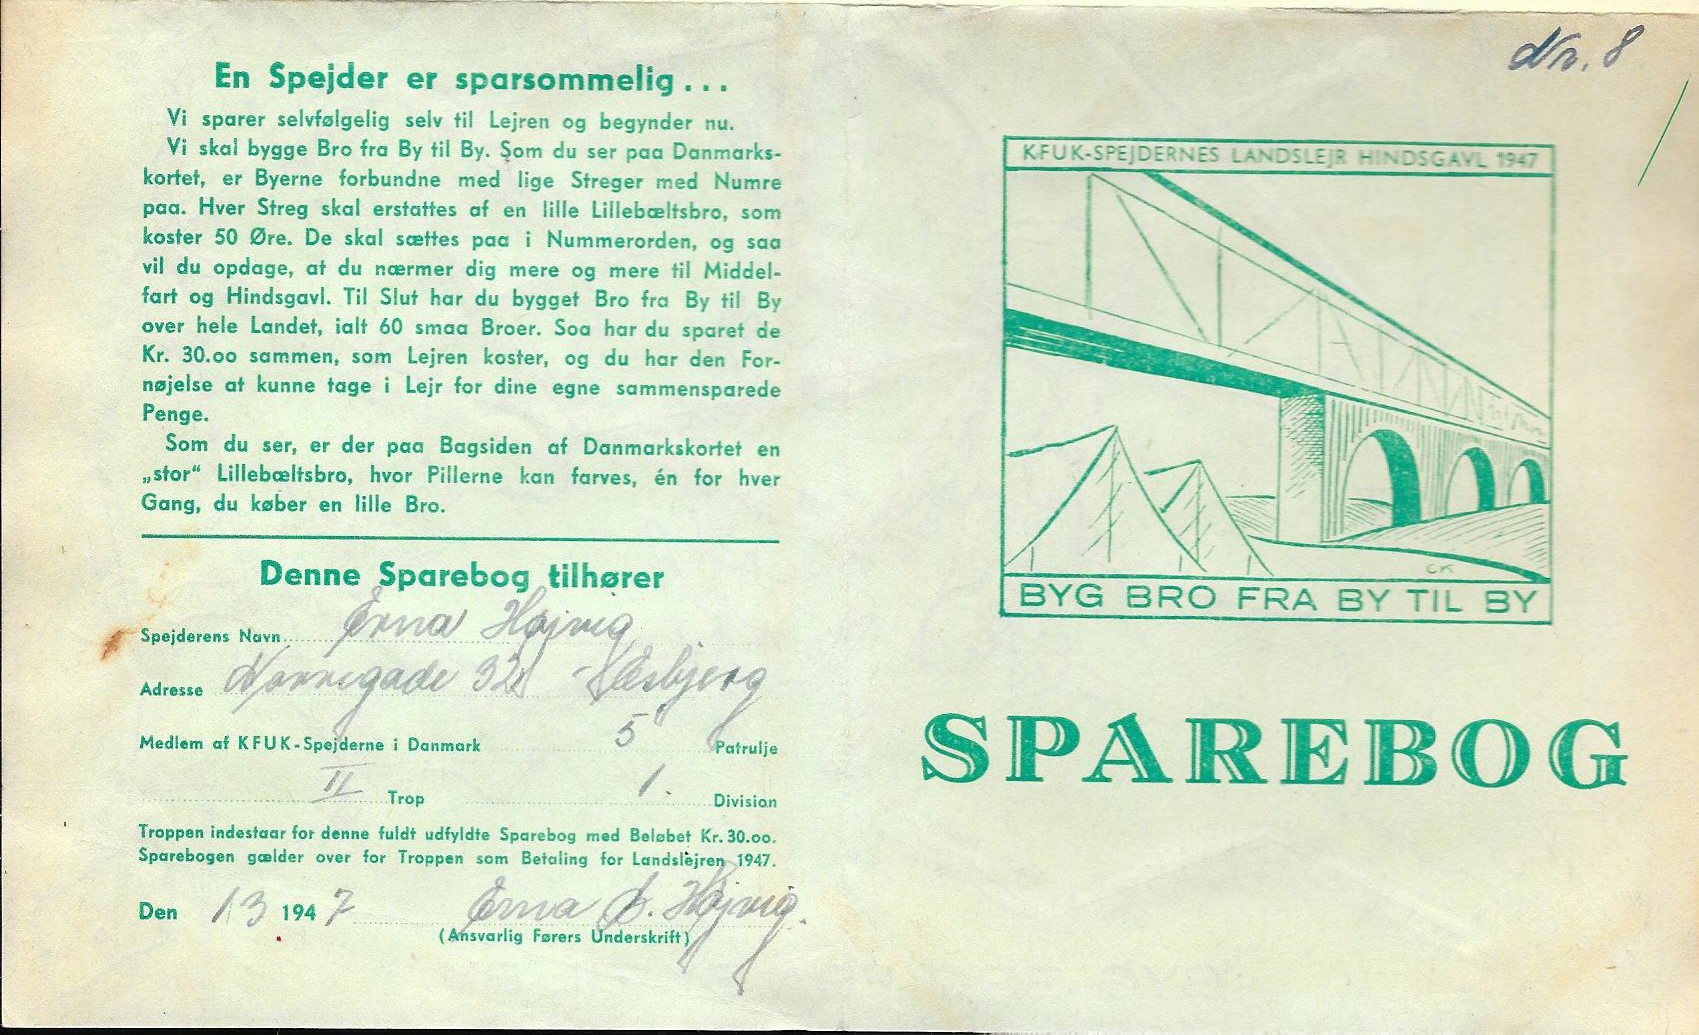 En Spejder er sparsommelig...
Vi sparer selvfølgelig selv til Lejren og begynder nu.
Vi skal bygge Bro fra By til By. Som du ser paa Danmarks-
kortet, er Byerne forbundne med lige Streger med Numre
paa. Hver Streg skal erstattes af en lille Lillebæltsbro, som
koster 50 Øre. De skal sættes paa i Nummerorden, og saa
vil du opdage, at du nærmer dig mere og mere til Middel-
fart og Hindsgavl. Til Slut har du bygget Bro fra By til By
over hele Landet, ialt 60 smaa Broer. Soa har du sparet de
Kr. 30.oo sammen, som Lejren koster, og du har den For-
nøjelse at kunne tage i Lejr for dine egne sammensparede
Penge.
Som du ser, er der paa Bagsiden af Danmarkskortet en
„stor“ Lillebæltsbro, hvor Pillerne kan farves, én for hver
Gang, du køber en lille Bro.
Denne Sparebog tilhører
Spejderens Navn Erna Højvig
Adresse Nørregade 32 Esbjerg
Medlem af KFUK-Spejderne i Danmark 5 Patrulje
II Trop 1. Division
Troppen indestaar for denne fuldt udfyldte Sparebog med Beløbet Kr. 30.oo.
Sparebogen gælder over for Troppen som Betaling for Landslejren 1947.
Den 1/3 1947 Erna Højvig.
(Ansvarlig Førers Underskrift)
Nr. 8
KFUK-SPEJDERNES LANDSLEJR HINDSGAVL 1947
CK
BYG BRO FRA BY TIL BY
SPAREBOG